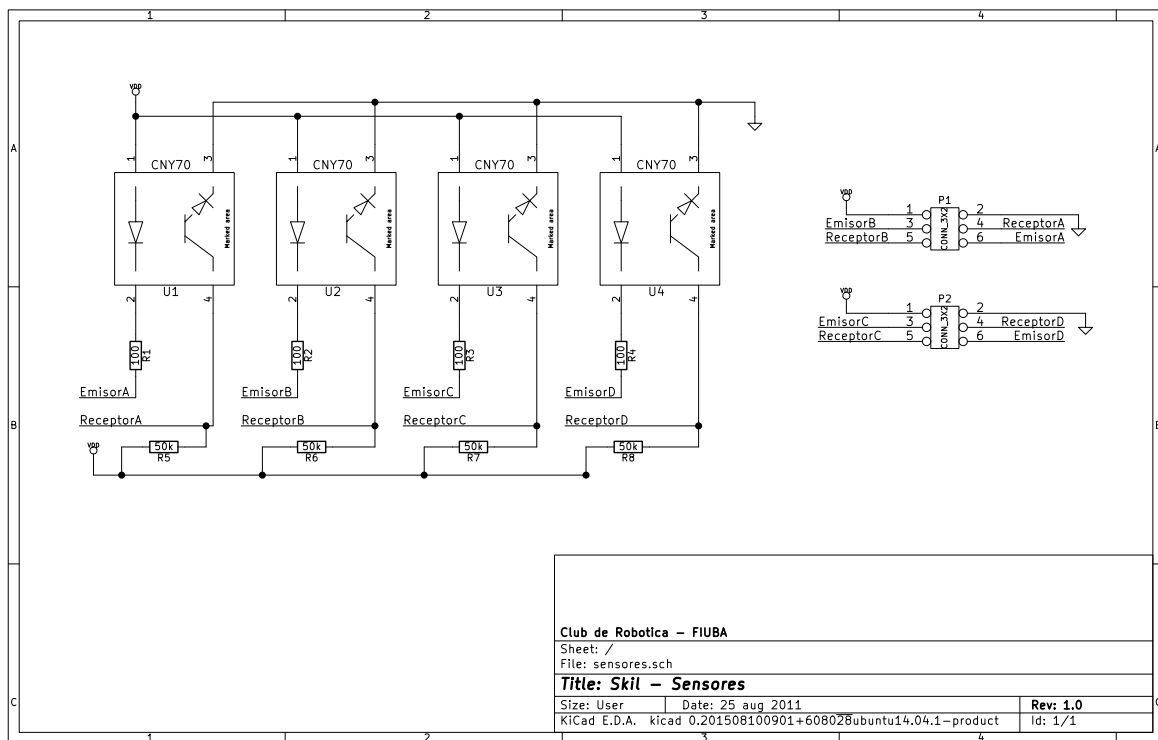 1 2 3 4
A A
B B
C C
VDD
1 3 1 3 1 3 1 3
CNY70 CNY70 CNY70 CNY70
Marked area Marked area Marked area Marked area
U1 U2 U3 U4
2 4 2 4 2 4 2 4
100 R1 100 R2 100 R3 100 R4
EmisorA EmisorB EmisorC EmisorD
ReceptorA ReceptorB ReceptorC ReceptorD
VDD
50k 50k 50k 50k
R5 R6 R7 R8
VDD
P1
CONN_3X2
1 2
EmisorB 3 4 ReceptorA
ReceptorB 5 6 EmisorA
VDD
P2
CONN_3X2
1 2
EmisorC 3 4 ReceptorD
ReceptorC 5 6 EmisorD
Club de Robotica – FIUBA
Sheet: /
File: sensores.sch
Title: Skil – Sensores
Size: User Date: 25 aug 2011 Rev: 1.0
KiCad E.D.A. kicad 0.201508100901+6080~28~ubuntu14.04.1-product Id: 1/1
1 2 3 4